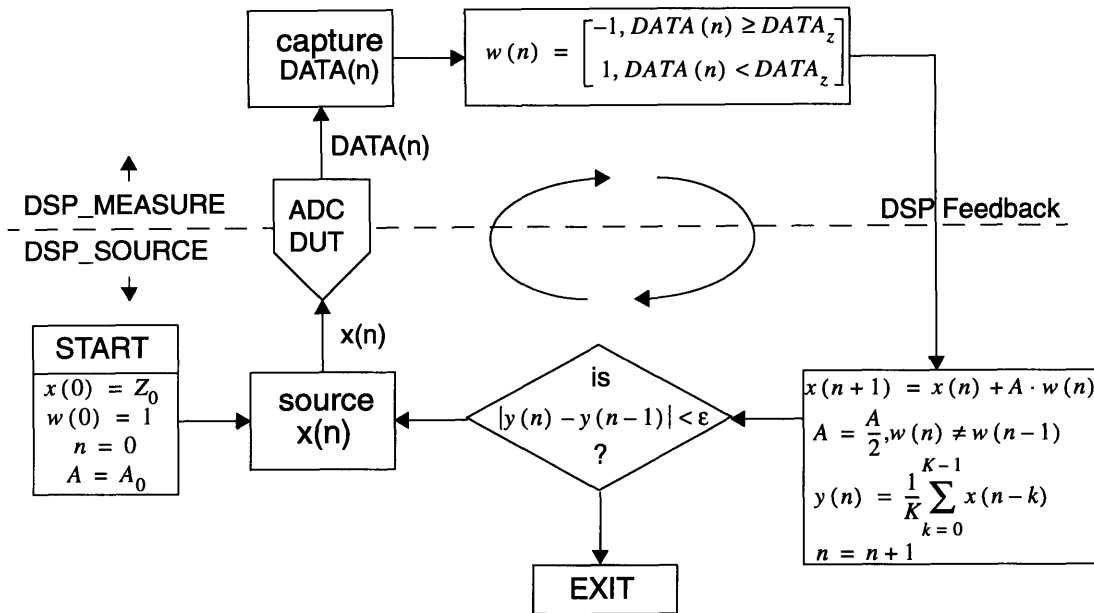 capture
DATA(n)
w(n) = [−1, DATA(n) ≥ DATA_z
1, DATA(n) < DATA_z]
DATA(n)
DSP_MEASURE
DSP_SOURCE
ADC
DUT
DSP Feedback
x(n)
START
x(0) = Z_0
w(0) = 1
n = 0
A = A_0
source
x(n)
is
|y(n) − y(n−1)| < ε
?
EXIT
x(n+1) = x(n) + A · w(n)
A = A/2, w(n) ≠ w(n−1)
y(n) = 1/K ∑_{k=0}^{K−1} x(n−k)
n = n+1